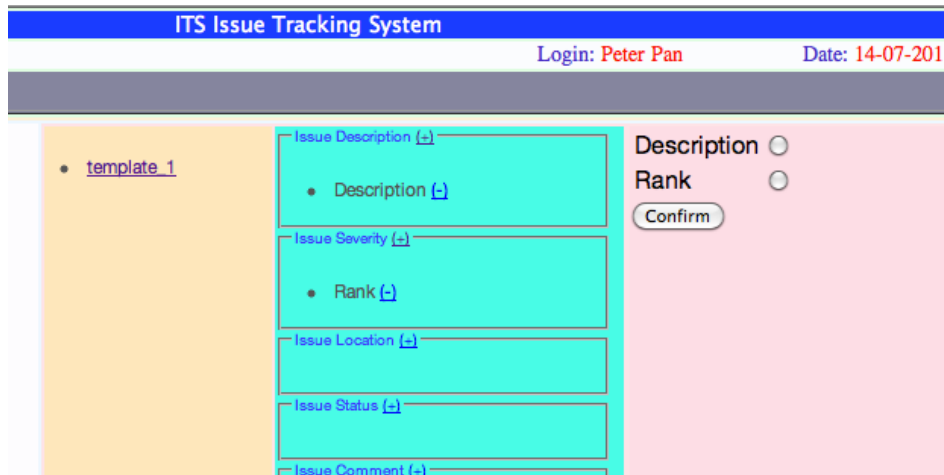 ITS Issue Tracking System
Login: Peter Pan Date: 14-07-201
template_1
Issue Description (+)
Description (-)
Issue Severity (+)
Rank (-)
Issue Location (+)
Issue Status (+)
Issue Comment (+)
Description
Rank
Confirm